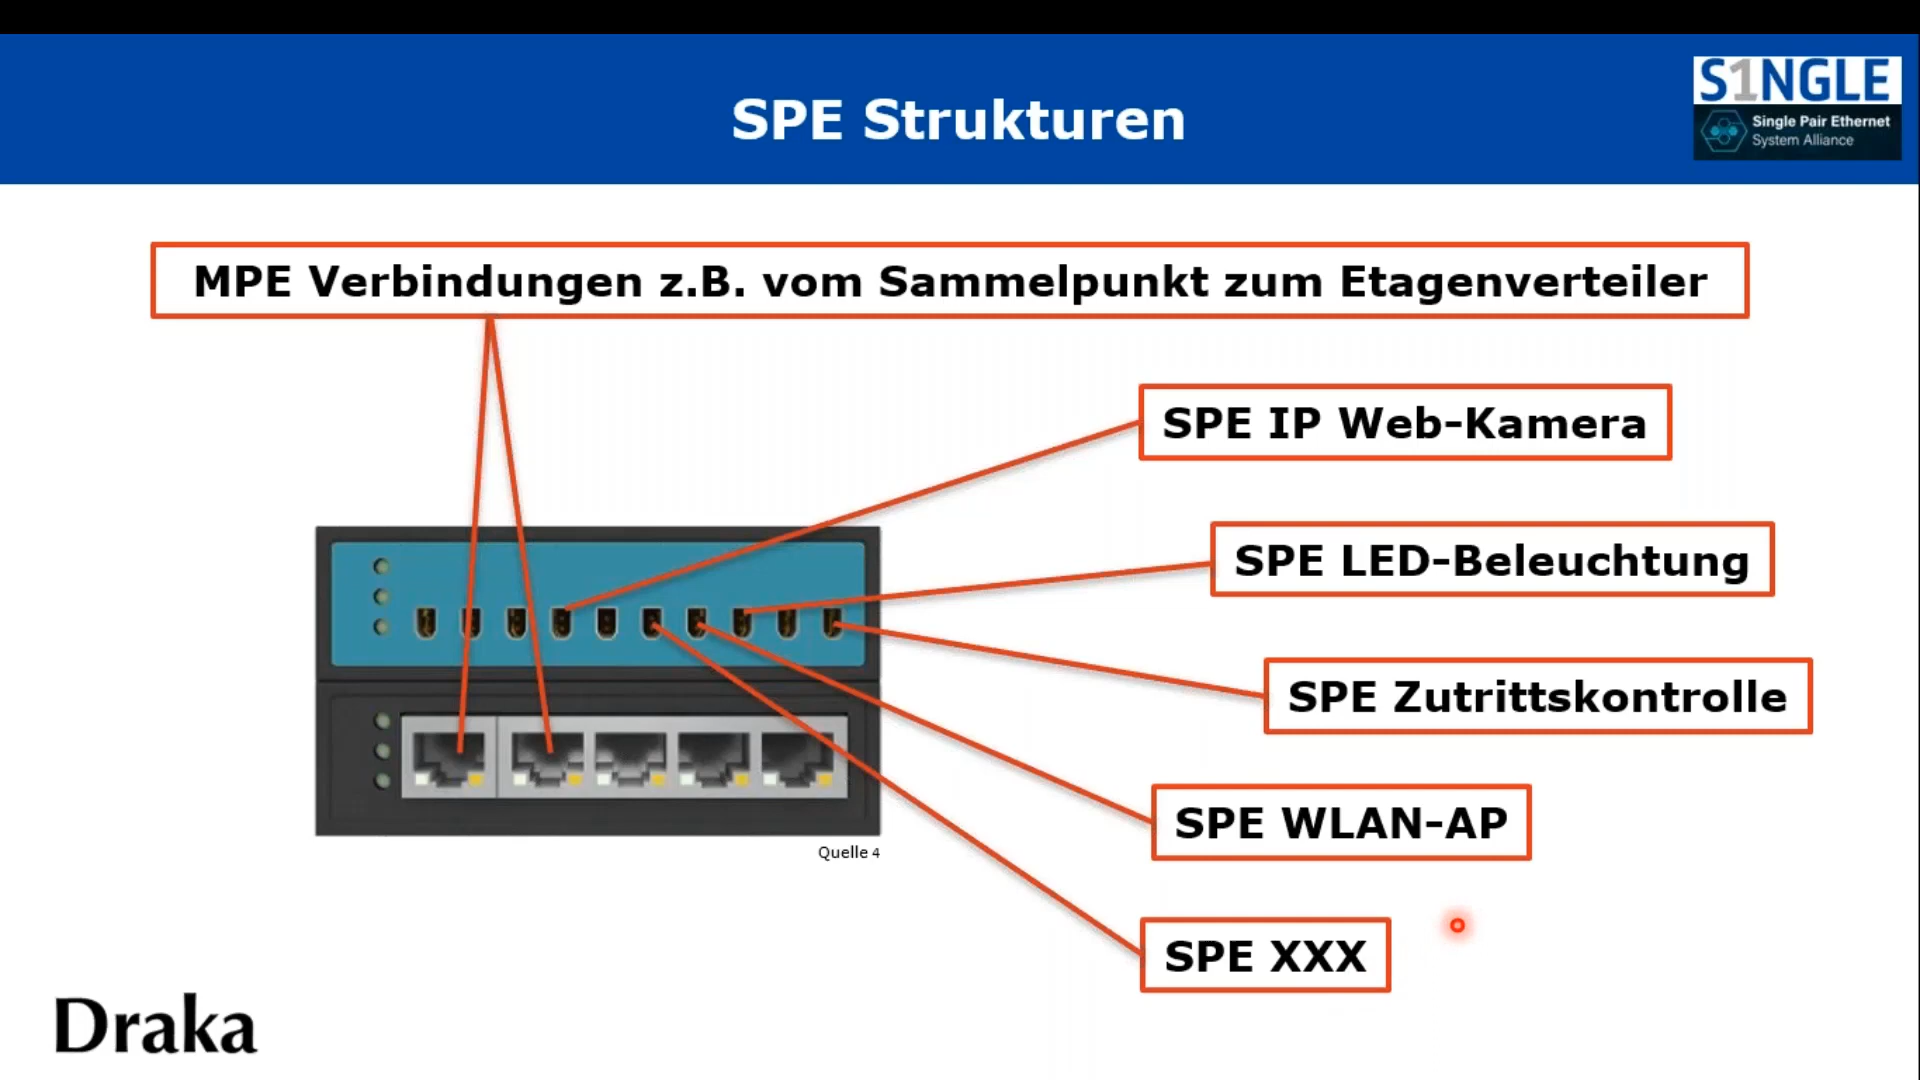 SPE Strukturen
S1NGLE
Single Pair Ethernet
System Alliance
MPE Verbindungen z.B. vom Sammelpunkt zum Etagenverteiler
SPE IP Web-Kamera
SPE LED-Beleuchtung
SPE Zutrittskontrolle
SPE WLAN-AP
Quelle 4
SPE XXX
Draka